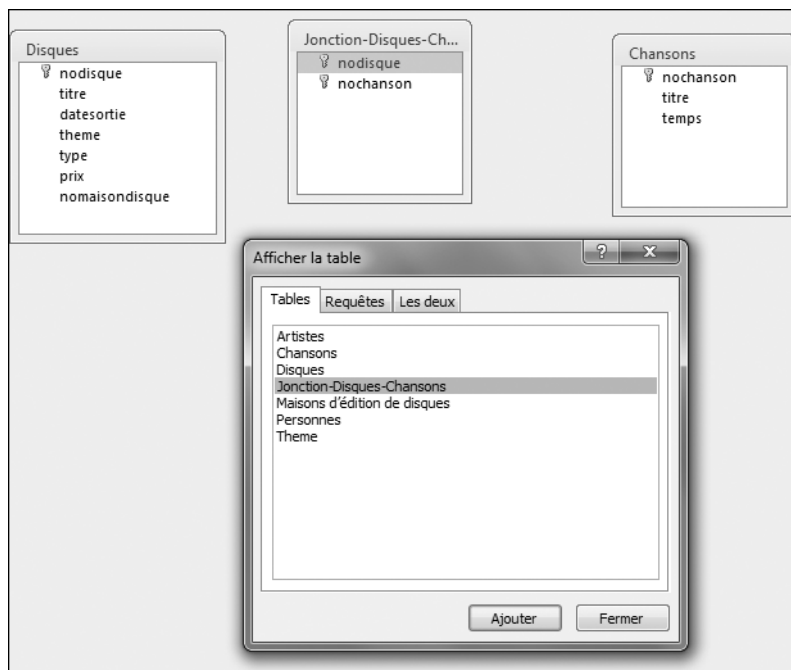 Disques
nodisque
titre
datesortie
theme
type
prix
nomaisondisque
Jonction-Disques-Ch...
nodisque
nochanson
Chansons
nochanson
titre
temps
Afficher la table
?
X
Tables
Requêtes
Les deux
Artistes
Chansons
Disques
Jonction-Disques-Chansons
Maisons d'édition de disques
Personnes
Theme
Ajouter
Fermer